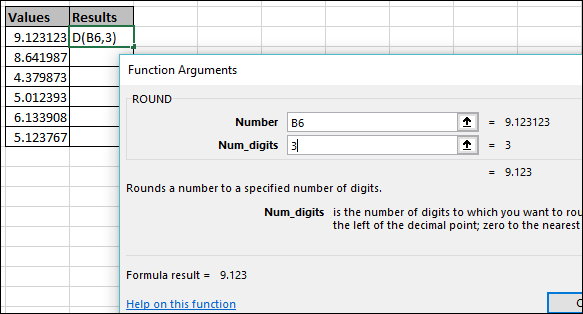 Values Results
9.123123 D(B6,3)
8.641987
4.379873
5.012393
6.133908
5.123767
Function Arguments
ROUND
Number B6 = 9.123123
Num_digits 3 = 3
= 9.123
Rounds a number to a specified number of digits.
Num_digits is the number of digits to which you want to rou
the left of the decimal point; zero to the nearest
Formula result = 9.123
Help on this function